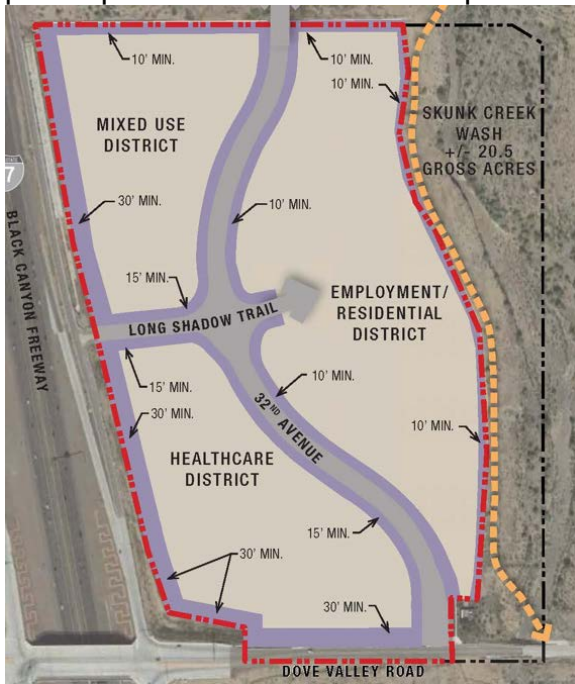 10' MIN.
10' MIN.
10' MIN.
MIXED USE
DISTRICT
SKUNK CREEK
WASH
+/- 20.5
GROSS ACRES
7
BLACK CANYON FREEWAY
30' MIN.
10' MIN.
15' MIN.
LONG SHADOW TRAIL
EMPLOYMENT/
RESIDENTIAL
DISTRICT
15' MIN.
30' MIN.
10' MIN.
32ND AVENUE
10' MIN.
HEALTHCARE
DISTRICT
15' MIN.
30' MIN.
30' MIN.
DOVE VALLEY ROAD